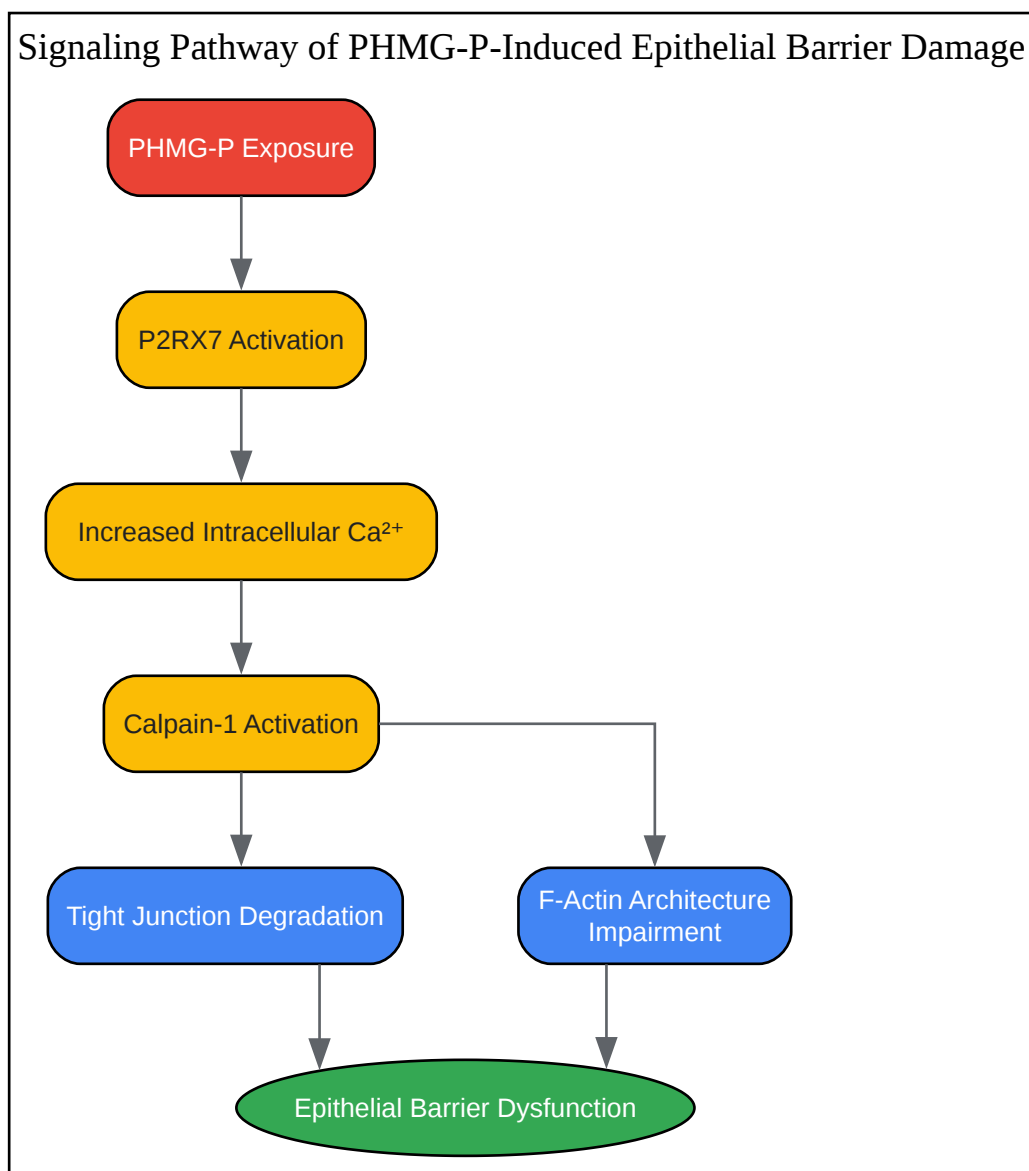 Signaling Pathway of PHMG-P-Induced Epithelial Barrier Damage
PHMG-P Exposure
P2RX7 Activation
Increased Intracellular Ca²⁺
Calpain-1 Activation
Tight Junction Degradation
F-Actin Architecture
Impairment
Epithelial Barrier Dysfunction